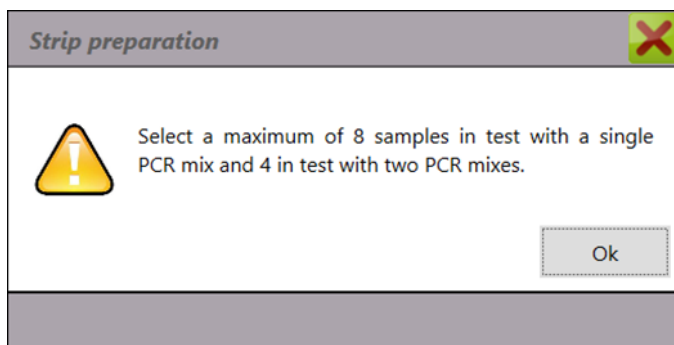 Strip preparation
Select a maximum of 8 samples in test with a single
PCR mix and 4 in test with two PCR mixes.
Ok